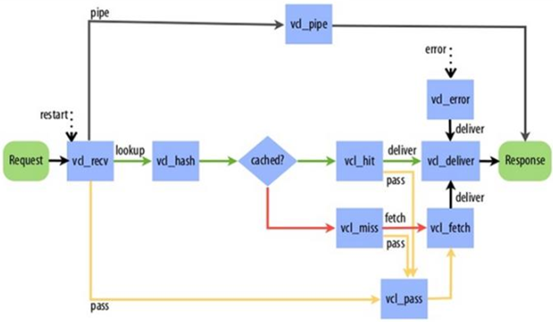 pipe
vcl_pipe
error
restart
vcl_error
deliver
Request
vcl_recv
lookup
vcl_hash
cached?
vcl_hit
deliver
vcl_deliver
Response
pass
deliver
vcl_miss
fetch
vcl_fetch
pass
pass
vcl_pass